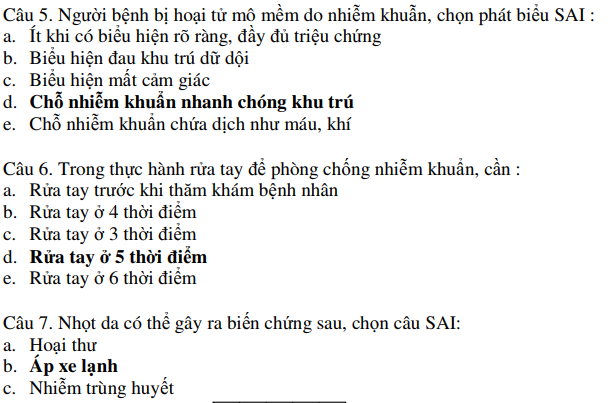 Câu 5. Người bệnh bị hoại tử mô mềm do nhiễm khuẩn, chọn phát biểu SAI :
a. Ít khi có biểu hiện rõ ràng, đầy đủ triệu chứng
b. Biểu hiện đau khu trú dữ dội
c. Biểu hiện mất cảm giác
d. Chỗ nhiễm khuẩn nhanh chóng khu trú
e. Chỗ nhiễm khuẩn chứa dịch như máu, khí
Câu 6. Trong thực hành rửa tay để phòng chống nhiễm khuẩn, cần :
a. Rửa tay trước khi thăm khám bệnh nhân
b. Rửa tay ở 4 thời điểm
c. Rửa tay ở 3 thời điểm
d. Rửa tay ở 5 thời điểm
e. Rửa tay ở 6 thời điểm
Câu 7. Nhọt da có thể gây ra biến chứng sau, chọn câu SAI:
a. Hoại thư
b. Áp xe lạnh
c. Nhiễm trùng huyết